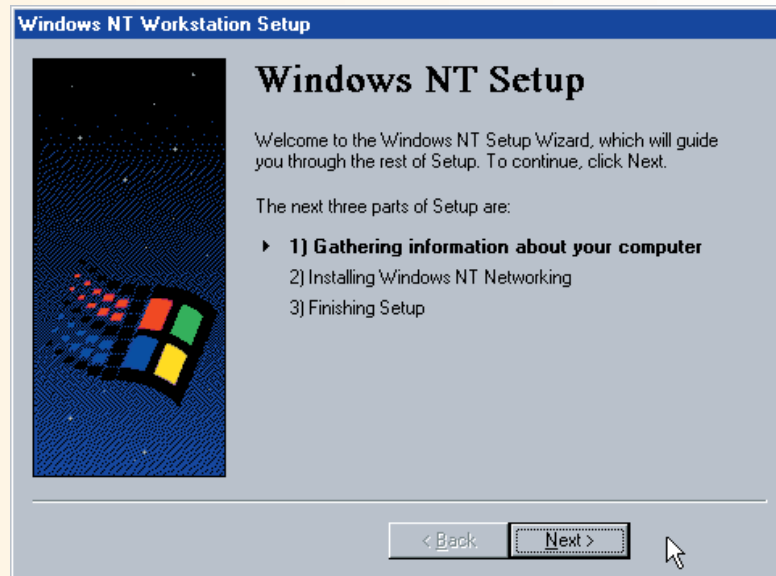 Windows NT Workstation Setup
Windows NT Setup
Welcome to the Windows NT Setup Wizard, which will guide
you through the rest of Setup. To continue, click Next.
The next three parts of Setup are:
1) Gathering information about your computer
2) Installing Windows NT Networking
3) Finishing Setup
< Back
Next >